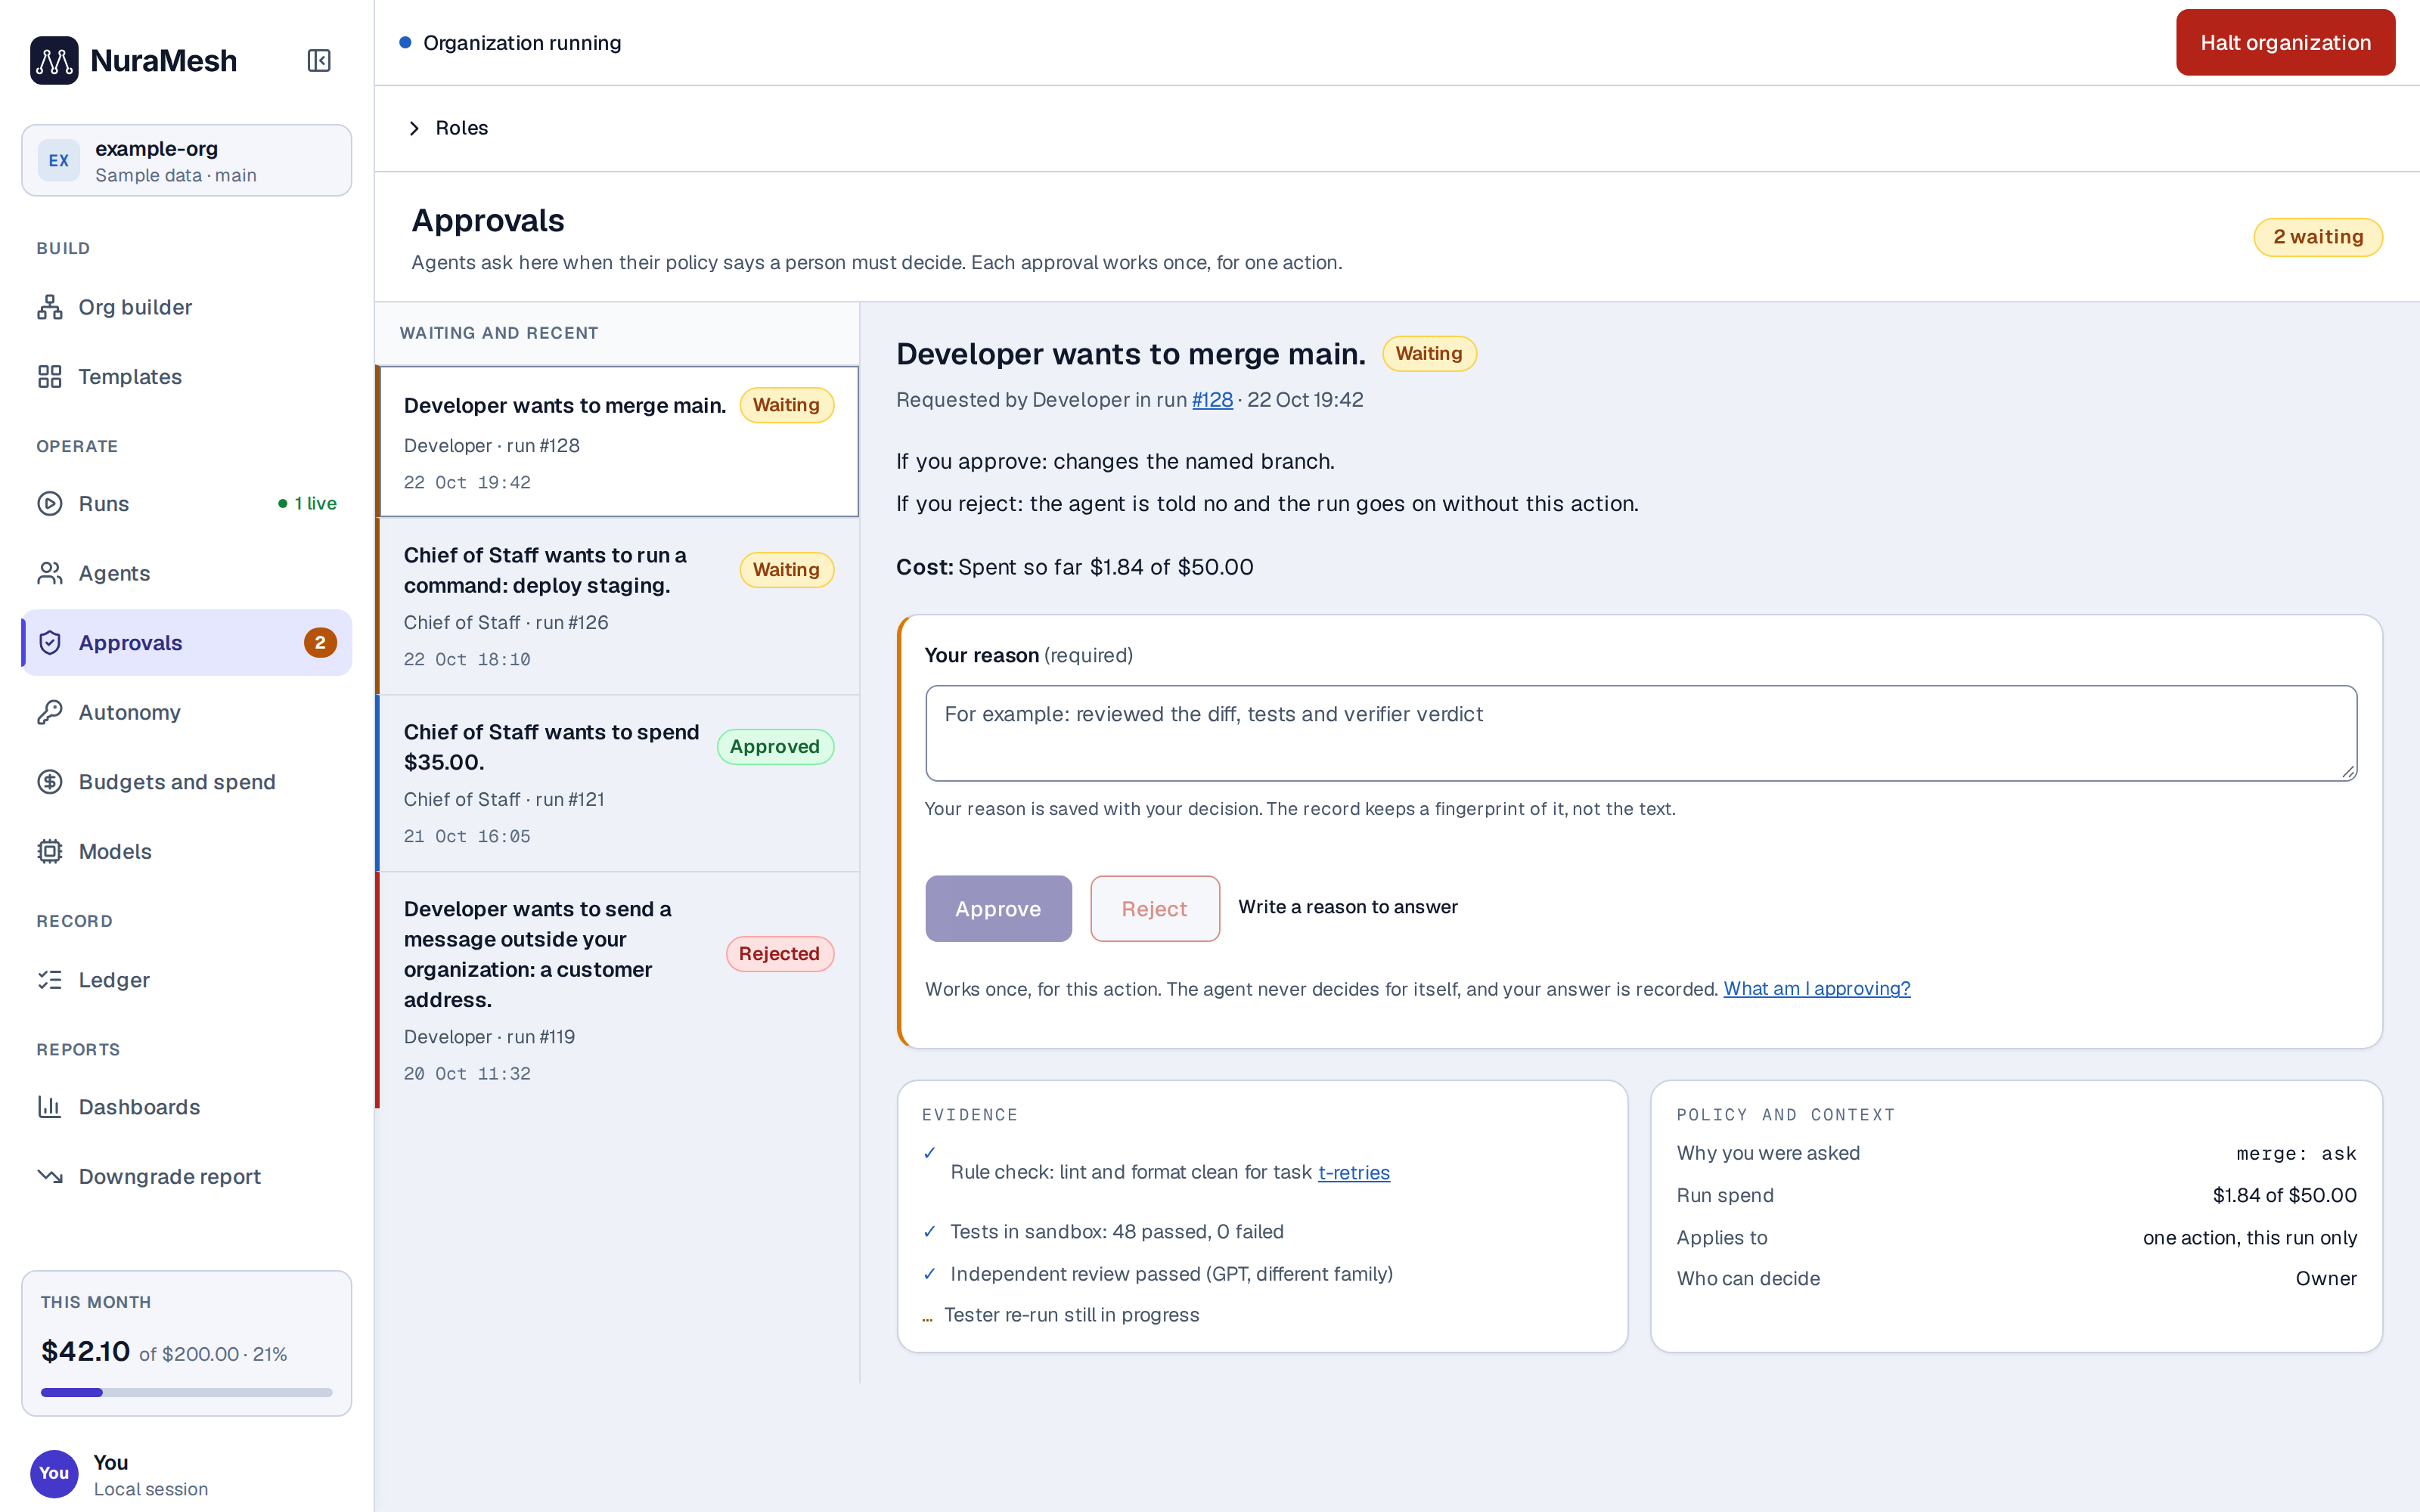 NuraMesh
EX
example-org
Sample data · main
BUILD
Org builder
Templates
OPERATE
Runs
1 live
Agents
Approvals
2
Autonomy
Budgets and spend
Models
RECORD
Ledger
REPORTS
Dashboards
Downgrade report
THIS MONTH
$42.10 of $200.00 · 21%
You
You
Local session
Organization running
Halt organization
Roles
Approvals
Agents ask here when their policy says a person must decide. Each approval works once, for one action.
2 waiting
WAITING AND RECENT
Developer wants to merge main.
Waiting
Developer · run #128
22 Oct 19:42
Chief of Staff wants to run a
command: deploy staging.
Waiting
Chief of Staff · run #126
22 Oct 18:10
Chief of Staff wants to spend
$35.00.
Approved
Chief of Staff · run #121
21 Oct 16:05
Developer wants to send a
message outside your
organization: a customer
address.
Rejected
Developer · run #119
20 Oct 11:32
Developer wants to merge main.
Waiting
Requested by Developer in run #128 · 22 Oct 19:42
If you approve: changes the named branch.
If you reject: the agent is told no and the run goes on without this action.
Cost: Spent so far $1.84 of $50.00
Your reason (required)
For example: reviewed the diff, tests and verifier verdict
Your reason is saved with your decision. The record keeps a fingerprint of it, not the text.
Approve
Reject
Write a reason to answer
Works once, for this action. The agent never decides for itself, and your answer is recorded. What am I approving?
EVIDENCE
✓ Rule check: lint and format clean for task t-retries
✓ Tests in sandbox: 48 passed, 0 failed
✓ Independent review passed (GPT, different family)
… Tester re-run still in progress
POLICY AND CONTEXT
Why you were asked merge: ask
Run spend $1.84 of $50.00
Applies to one action, this run only
Who can decide Owner